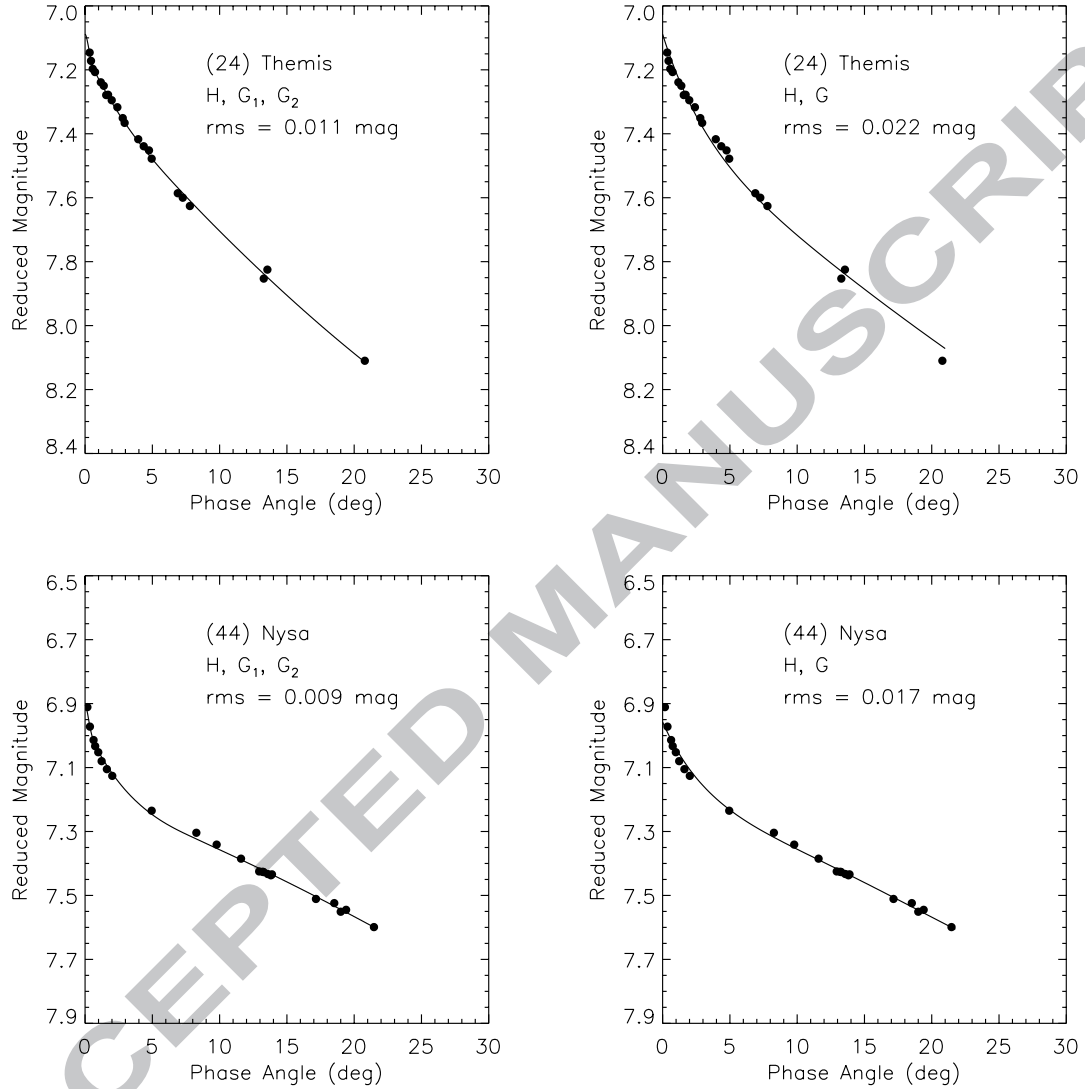 7.0
7.2
7.4
7.6
7.8
8.0
8.2
8.4
Reduced Magnitude
(24) Themis
H, G₁, G₂
rms = 0.011 mag
0 5 10 15 20 25 30
Phase Angle (deg)
7.0
7.2
7.4
7.6
7.8
8.0
8.2
8.4
Reduced Magnitude
(24) Themis
H, G
rms = 0.022 mag
0 5 10 15 20 25 30
Phase Angle (deg)
6.5
6.7
6.9
7.1
7.3
7.5
7.7
7.9
Reduced Magnitude
(44) Nysa
H, G₁, G₂
rms = 0.009 mag
0 5 10 15 20 25 30
Phase Angle (deg)
6.5
6.7
6.9
7.1
7.3
7.5
7.7
7.9
Reduced Magnitude
(44) Nysa
H, G
rms = 0.017 mag
0 5 10 15 20 25 30
Phase Angle (deg)
CEPTED MANUSCRIP